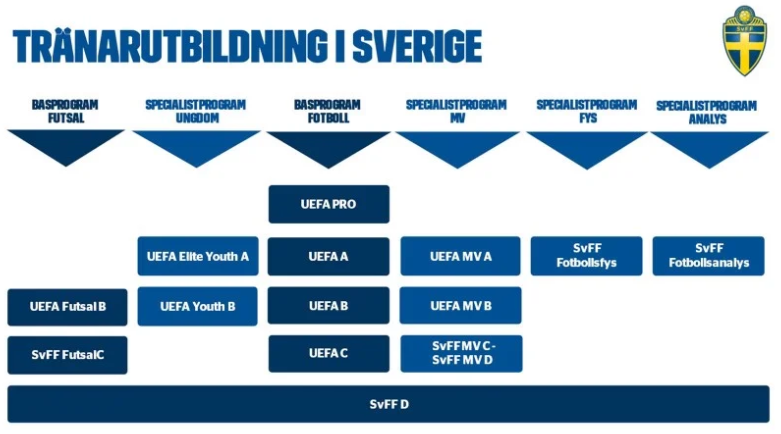 TRÄNARUTBILDNING I SVERIGE
SvFF
BASPROGRAM
FUTSAL
SPECIALISTPROGRAM
UNGDOM
BASPROGRAM
FOTBOLL
SPECIALISTPROGRAM
MV
SPECIALISTPROGRAM
FYS
SPECIALISTPROGRAM
ANALYS
UEFA PRO
UEFA Elite Youth A
UEFA A
UEFA MV A
SvFF
Fotbollsfys
SvFF
Fotbollsanalys
UEFA Futsal B
UEFA Youth B
UEFA B
UEFA MV B
SvFF FutsalC
UEFA C
SvFF MV C -
SvFF MV D
SvFF D